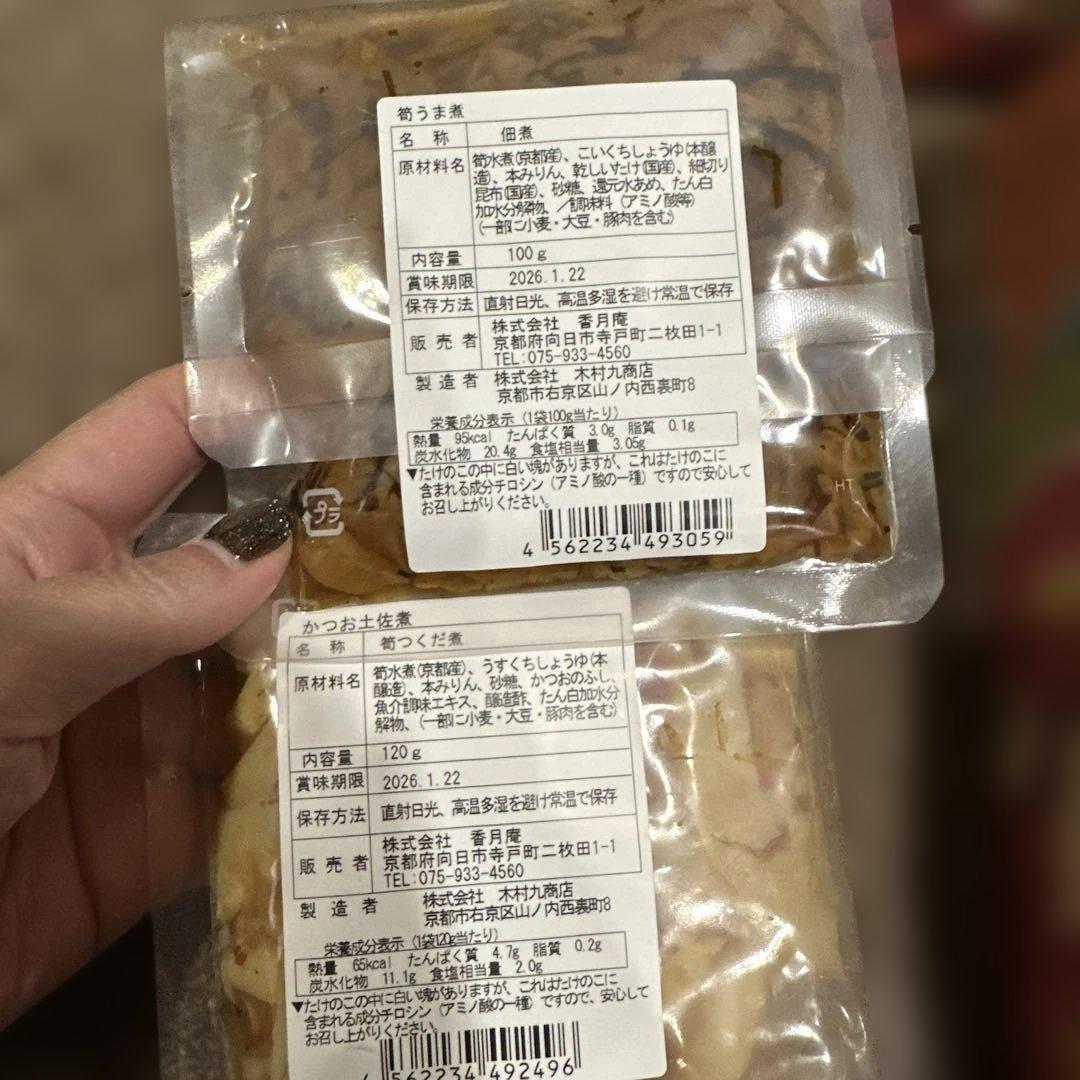 筍うま煮
名 称 佃煮
原材料名 筍水煮(京都産)、こいくちしょうゆ(本醸
造)、本みりん、乾しいたけ(国産)、細切り
昆布(国産)、砂糖、還元水あめ、たん白
加水分解物、／調味料(アミノ酸等)
(一部に小麦・大豆・豚肉を含む)
内容量 100g
賞味期限 2026.1.22
保存方法 直射日光、高温多湿を避け常温で保存
販売者 株式会社 香月庵
京都府向日市寺戸町二枚田1-1
TEL:075-933-4560
製造者 株式会社 木村九商店
京都市右京区山ノ内西裏町8
栄養成分表示(1袋100g当たり)
熱量 95kcal たんぱく質 3.0g 脂質 0.1g
炭水化物 20.4g 食塩相当量 3.05g
▼たけのこの中に白い塊がありますが、これはたけのこに
含まれる成分チロシン(アミノ酸の一種)ですので安心して
お召し上がりください。
4 562234 493059
HT
プラ
かつお土佐煮
名 称 筍つくだ煮
原材料名 筍水煮(京都産)、うすくちしょうゆ(本
醸造)、本みりん、砂糖、かつおのふし、
魚介調味エキス、醸造酢、たん白加水分
解物、(一部に小麦・大豆・豚肉を含む)
内容量 120g
賞味期限 2026.1.22
保存方法 直射日光、高温多湿を避け常温で保存
販売者 株式会社 香月庵
京都府向日市寺戸町二枚田1-1
TEL:075-933-4560
製造者 株式会社 木村九商店
京都市右京区山ノ内西裏町8
栄養成分表示(1袋120g当たり)
熱量 65kcal たんぱく質 4.7g 脂質 0.2g
炭水化物 11.1g 食塩相当量 2.0g
▼たけのこの中に白い塊がありますが、これはたけのこに
含まれる成分チロシン(アミノ酸の一種)ですので、安心して
お召し上がりください。
4 562234 492496